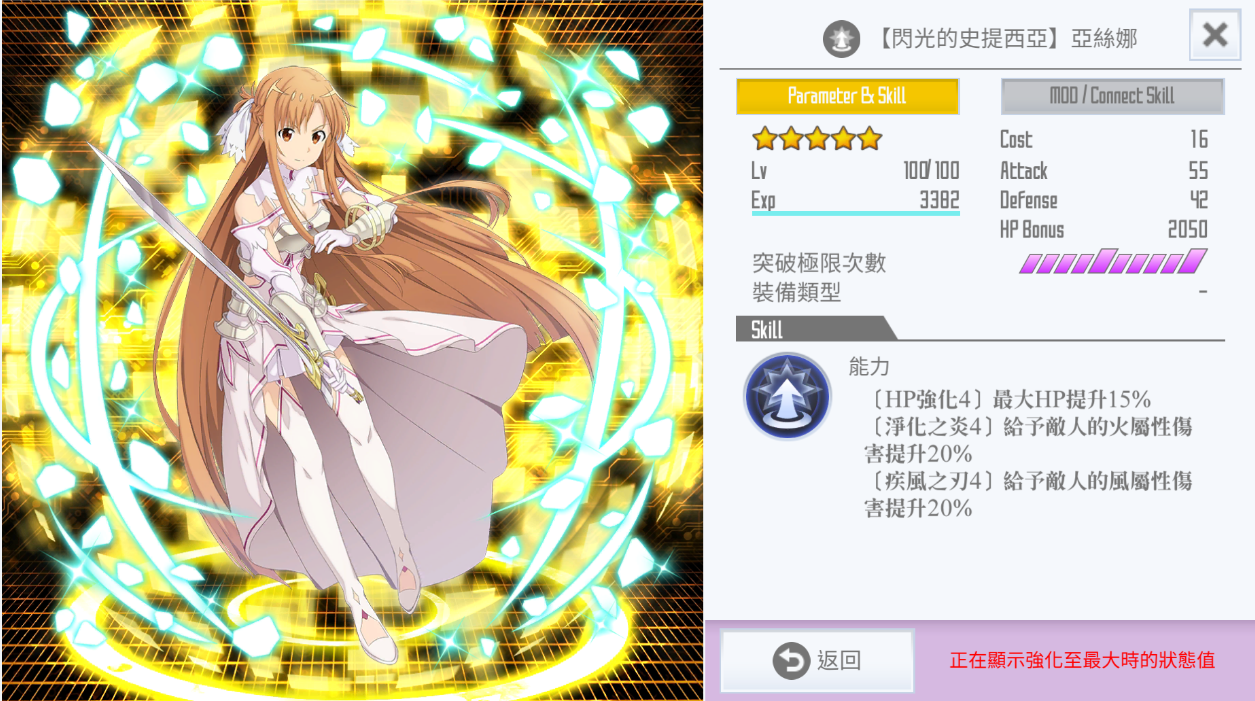 【閃光的史提西亞】亞絲娜
Parameter & Skill
MOD / Connect Skill
Lv 100/100
Exp 3382
Cost 16
Attack 55
Defense 42
HP Bonus 2050
突破極限次數
裝備類型 -
Skill
能力
〔HP強化4〕最大HP提升15%
〔淨化之炎4〕給予敵人的火屬性傷
害提升20%
〔疾風之刃4〕給予敵人的風屬性傷
害提升20%
返回
正在顯示強化至最大時的狀態值